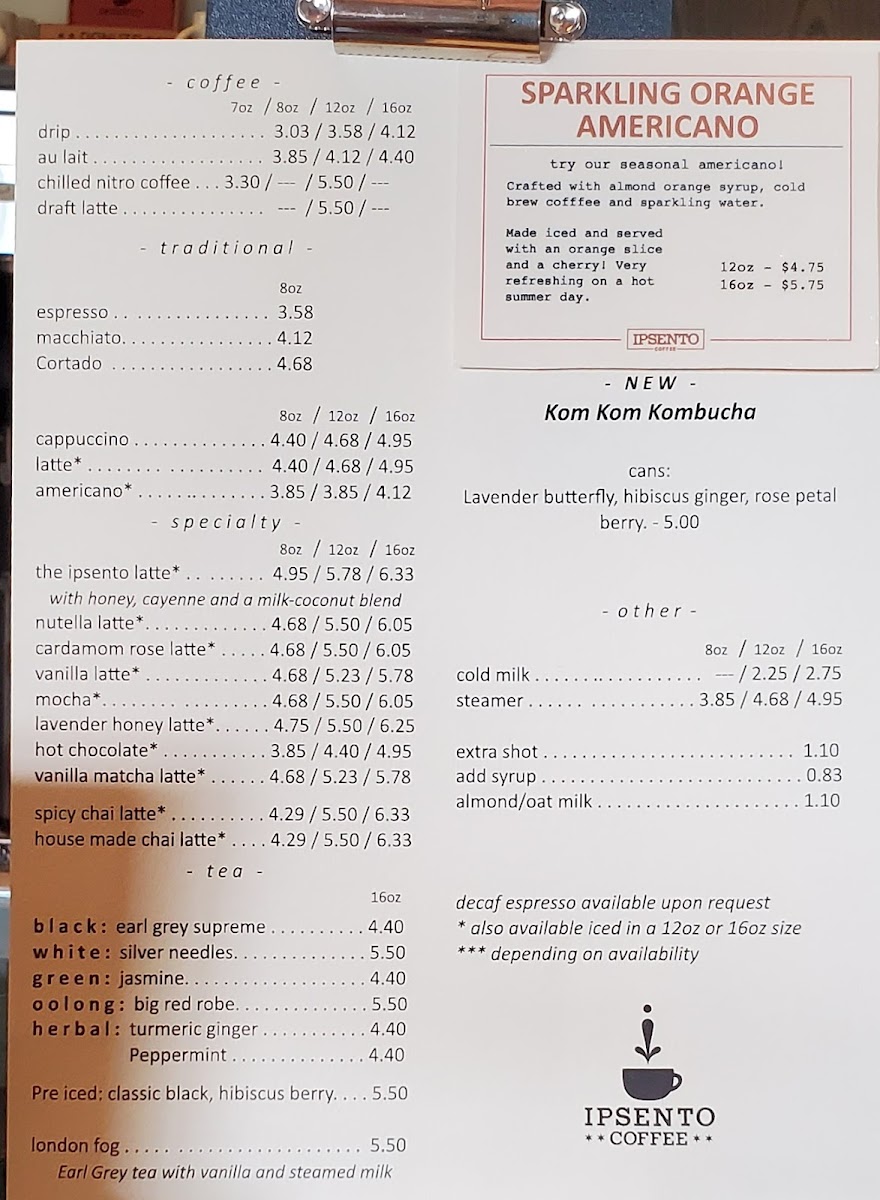 - coffee -
7oz / 8oz / 12oz / 16oz
drip . . . . . . . . . . . . . . . . . . . . 3.03 / 3.58 / 4.12
au lait . . . . . . . . . . . . . . . . . . 3.85 / 4.12 / 4.40
chilled nitro coffee . . . 3.30 / --- / 5.50 / ---
draft latte . . . . . . . . . . . . . . . --- / 5.50 / ---
- traditional -
8oz
espresso . . . . . . . . . . . . . . . . . 3.58
macchiato. . . . . . . . . . . . . . . . 4.12
Cortado . . . . . . . . . . . . . . . . . 4.68
8oz / 12oz / 16oz
cappuccino . . . . . . . . . . . . . . 4.40 / 4.68 / 4.95
latte* . . . . . . . . . . . . . . . . . . . 4.40 / 4.68 / 4.95
americano* . . . . . . .. . . . . . . . 3.85 / 3.85 / 4.12
- specialty -
8oz / 12oz / 16oz
the ipsento latte* . . . . . . . . . 4.95 / 5.78 / 6.33
with honey, cayenne and a milk-coconut blend
nutella latte*. . . . . . . . . . . . . 4.68 / 5.50 / 6.05
cardamom rose latte* . . . . . 4.68 / 5.50 / 6.05
vanilla latte* . . . . . . . . . . . . . 4.68 / 5.23 / 5.78
mocha*. . . . . . . . . . . . . . . . . . 4.68 / 5.50 / 6.05
lavender honey latte*. . . . . . 4.75 / 5.50 / 6.25
hot chocolate* . . . . . . . . . . . 3.85 / 4.40 / 4.95
vanilla matcha latte* . . . . . . 4.68 / 5.23 / 5.78
spicy chai latte* . . . . . . . . . . 4.29 / 5.50 / 6.33
house made chai latte* . . . . 4.29 / 5.50 / 6.33
- tea -
16oz
black: earl grey supreme . . . . . . . . . . 4.40
white: silver needles. . . . . . . . . . . . . . 5.50
green: jasmine. . . . . . . . . . . . . . . . . . . 4.40
oolong: big red robe. . . . . . . . . . . . . . 5.50
herbal: turmeric ginger . . . . . . . . . . . 4.40
Peppermint . . . . . . . . . . . . . . 4.40
Pre iced: classic black, hibiscus berry. . . . 5.50
london fog . . . . . . . . . . . . . . . . . . . . . . . . 5.50
Earl Grey tea with vanilla and steamed milk
SPARKLING ORANGE
AMERICANO
try our seasonal americano!
Crafted with almond orange syrup, cold
brew cofffee and sparkling water.
Made iced and served
with an orange slice
and a cherry! Very
refreshing on a hot
summer day.
12oz - $4.75
16oz - $5.75
IPSENTO
COFFEE
- NEW -
Kom Kom Kombucha
cans:
Lavender butterfly, hibiscus ginger, rose petal
berry. - 5.00
- other -
8oz / 12oz / 16oz
cold milk . . . . . . .. . . . . . . . . . . --- / 2.25 / 2.75
steamer . . . . . . . . . . . . . . . . . . 3.85 / 4.68 / 4.95
extra shot . . . . . . . . . . . . . . . . . . . . . . . . . . 1.10
add syrup . . . . . . . . . . . . . . . . . . . . . . . . . . 0.83
almond/oat milk . . . . . . . . . . . . . . . . . . . . 1.10
decaf espresso available upon request
* also available iced in a 12oz or 16oz size
*** depending on availability
IPSENTO
** COFFEE **